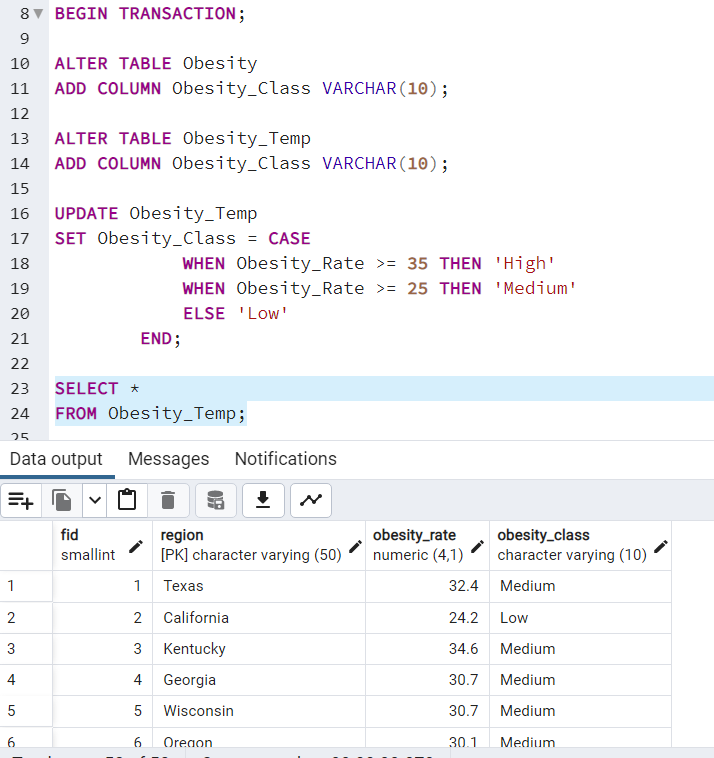 8 BEGIN TRANSACTION;
9
10 ALTER TABLE Obesity
11 ADD COLUMN Obesity_Class VARCHAR(10);
12
13 ALTER TABLE Obesity_Temp
14 ADD COLUMN Obesity_Class VARCHAR(10);
15
16 UPDATE Obesity_Temp
17 SET Obesity_Class = CASE
18 WHEN Obesity_Rate >= 35 THEN 'High'
19 WHEN Obesity_Rate >= 25 THEN 'Medium'
20 ELSE 'Low'
21 END;
22
23 SELECT *
24 FROM Obesity_Temp;
25
Data output Messages Notifications
fid region obesity_rate obesity_class
smallint [PK] character varying (50) numeric (4,1) character varying (10)
1 1 Texas 32.4 Medium
2 2 California 24.2 Low
3 3 Kentucky 34.6 Medium
4 4 Georgia 30.7 Medium
5 5 Wisconsin 30.7 Medium
6 6 Oregon 30.1 Medium